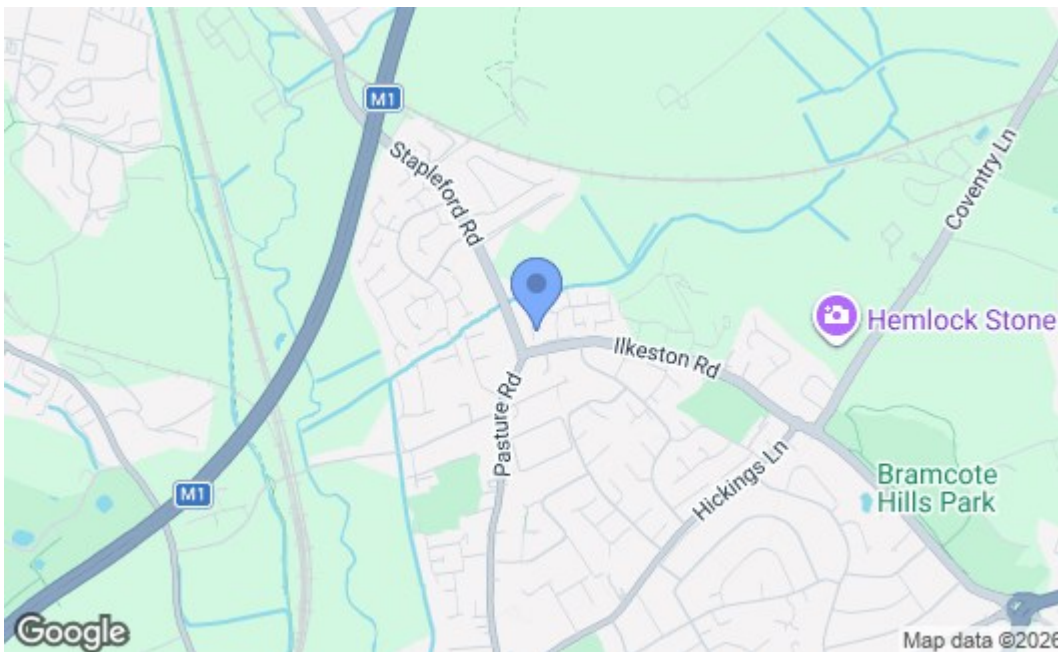 M1
Stapleford Rd
Coventry Ln
Hemlock Stone
Ilkeston Rd
Pasture Rd
Hickings Ln
Bramcote
Hills Park
M1
Google
Map data ©2026